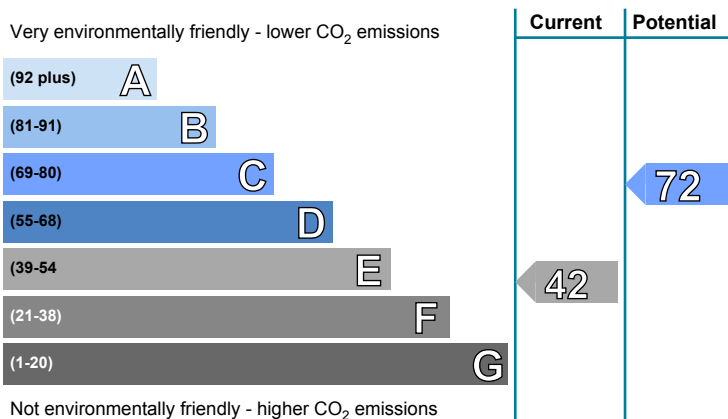 Current Potential
Very environmentally friendly - lower CO2 emissions
(92 plus) A
(81-91) B
(69-80) C
72
(55-68) D
(39-54 E
42
(21-38) F
(1-20) G
Not environmentally friendly - higher CO2 emissions